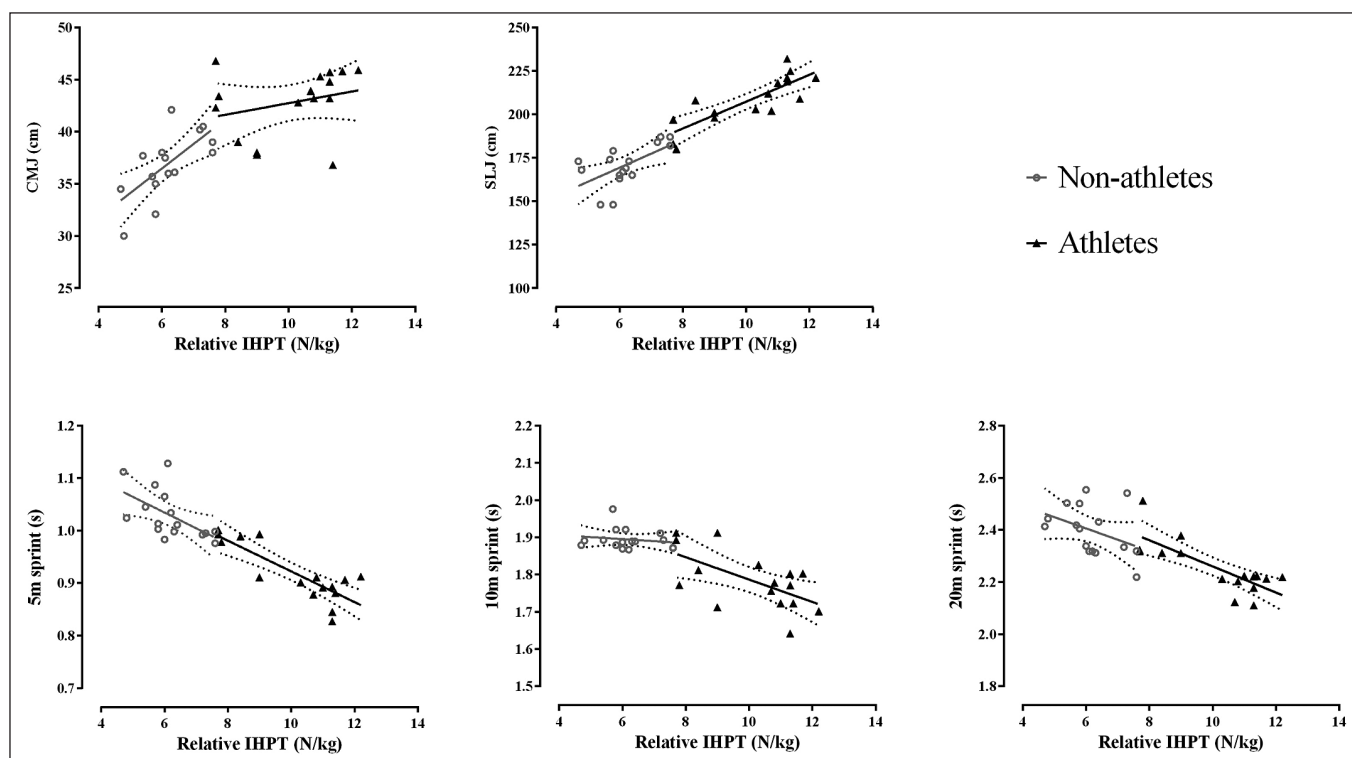 CMJ (cm)
50
45
40
35
30
25
4 6 8 10 12 14
Relative IHPT (N/kg)
SLJ (cm)
250
225
200
175
150
125
100
4 6 8 10 12 14
Relative IHPT (N/kg)
Non-athletes
Athletes
5m sprint (s)
1.2
1.1
1.0
0.9
0.8
0.7
4 6 8 10 12 14
Relative IHPT (N/kg)
10m sprint (s)
2.2
2.1
2.0
1.9
1.8
1.7
1.6
1.5
4 6 8 10 12 14
Relative IHPT (N/kg)
20m sprint (s)
2.8
2.6
2.4
2.2
2.0
1.8
4 6 8 10 12 14
Relative IHPT (N/kg)